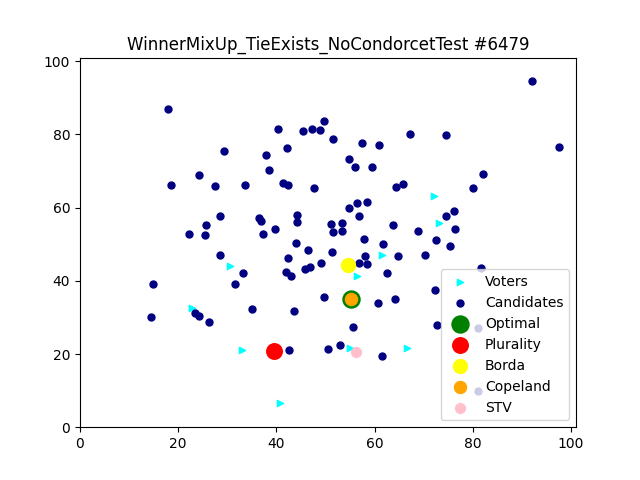 WinnerMixUp_TieExists_NoCondorcetTest #6479
100
80
60
40
20
0
0 20 40 60 80 100
Voters
Candidates
Optimal
Plurality
Borda
Copeland
STV